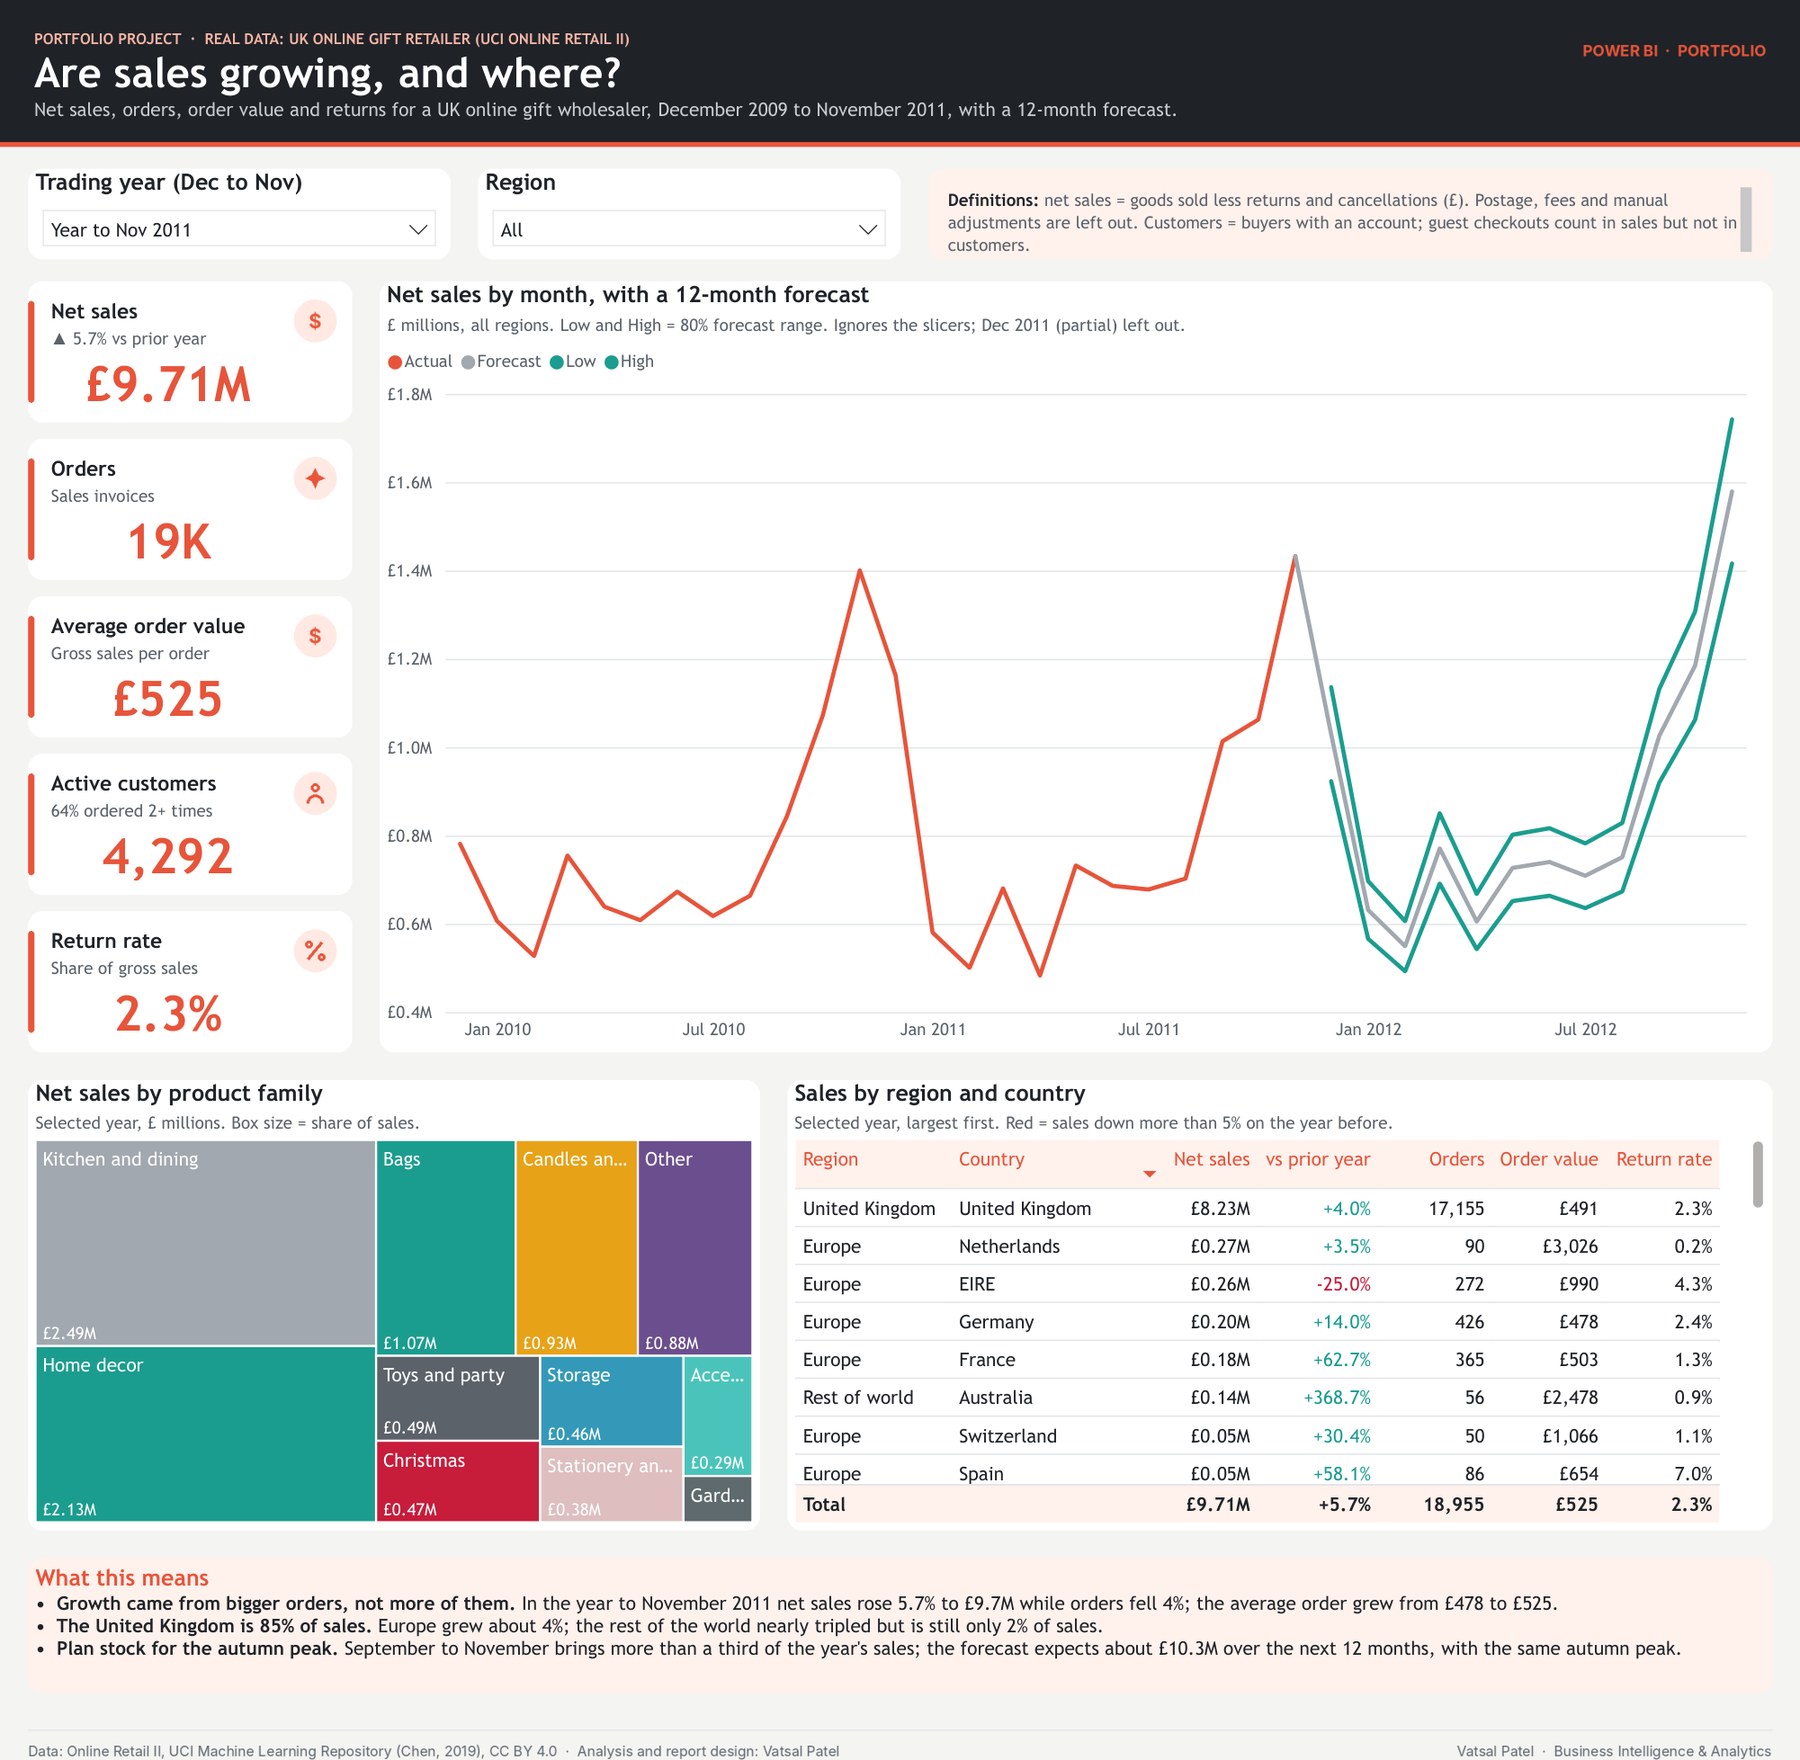 PORTFOLIO PROJECT · REAL DATA: UK ONLINE GIFT RETAILER (UCI ONLINE RETAIL II)
POWER BI · PORTFOLIO
Are sales growing, and where?
Net sales, orders, order value and returns for a UK online gift wholesaler, December 2009 to November 2011, with a 12-month forecast.
Trading year (Dec to Nov)
Year to Nov 2011
Region
All
Definitions: net sales = goods sold less returns and cancellations (£). Postage, fees and manual
adjustments are left out. Customers = buyers with an account; guest checkouts count in sales but not in
customers.
Net sales
▲ 5.7% vs prior year
$
£9.71M
Orders
Sales invoices
19K
Average order value
Gross sales per order
$
£525
Active customers
64% ordered 2+ times
4,292
Return rate
Share of gross sales
%
2.3%
Net sales by month, with a 12-month forecast
£ millions, all regions. Low and High = 80% forecast range. Ignores the slicers; Dec 2011 (partial) left out.
Actual Forecast Low High
£1.8M
£1.6M
£1.4M
£1.2M
£1.0M
£0.8M
£0.6M
£0.4M
Jan 2010 Jul 2010 Jan 2011 Jul 2011 Jan 2012 Jul 2012
Net sales by product family
Selected year, £ millions. Box size = share of sales.
Kitchen and dining
£2.49M
Home decor
£2.13M
Bags
£1.07M
Candles an...
£0.93M
Other
£0.88M
Toys and party
£0.49M
Christmas
£0.47M
Storage
£0.46M
Stationery an...
£0.38M
Acce...
£0.29M
Gard...
Sales by region and country
Selected year, largest first. Red = sales down more than 5% on the year before.
Region Country Net sales vs prior year Orders Order value Return rate
United Kingdom United Kingdom £8.23M +4.0% 17,155 £491 2.3%
Europe Netherlands £0.27M +3.5% 90 £3,026 0.2%
Europe EIRE £0.26M -25.0% 272 £990 4.3%
Europe Germany £0.20M +14.0% 426 £478 2.4%
Europe France £0.18M +62.7% 365 £503 1.3%
Rest of world Australia £0.14M +368.7% 56 £2,478 0.9%
Europe Switzerland £0.05M +30.4% 50 £1,066 1.1%
Europe Spain £0.05M +58.1% 86 £654 7.0%
Total £9.71M +5.7% 18,955 £525 2.3%
What this means
• Growth came from bigger orders, not more of them. In the year to November 2011 net sales rose 5.7% to £9.7M while orders fell 4%; the average order grew from £478 to £525.
• The United Kingdom is 85% of sales. Europe grew about 4%; the rest of the world nearly tripled but is still only 2% of sales.
• Plan stock for the autumn peak. September to November brings more than a third of the year's sales; the forecast expects about £10.3M over the next 12 months, with the same autumn peak.
Data: Online Retail II, UCI Machine Learning Repository (Chen, 2019), CC BY 4.0 · Analysis and report design: Vatsal Patel
Vatsal Patel · Business Intelligence & Analytics